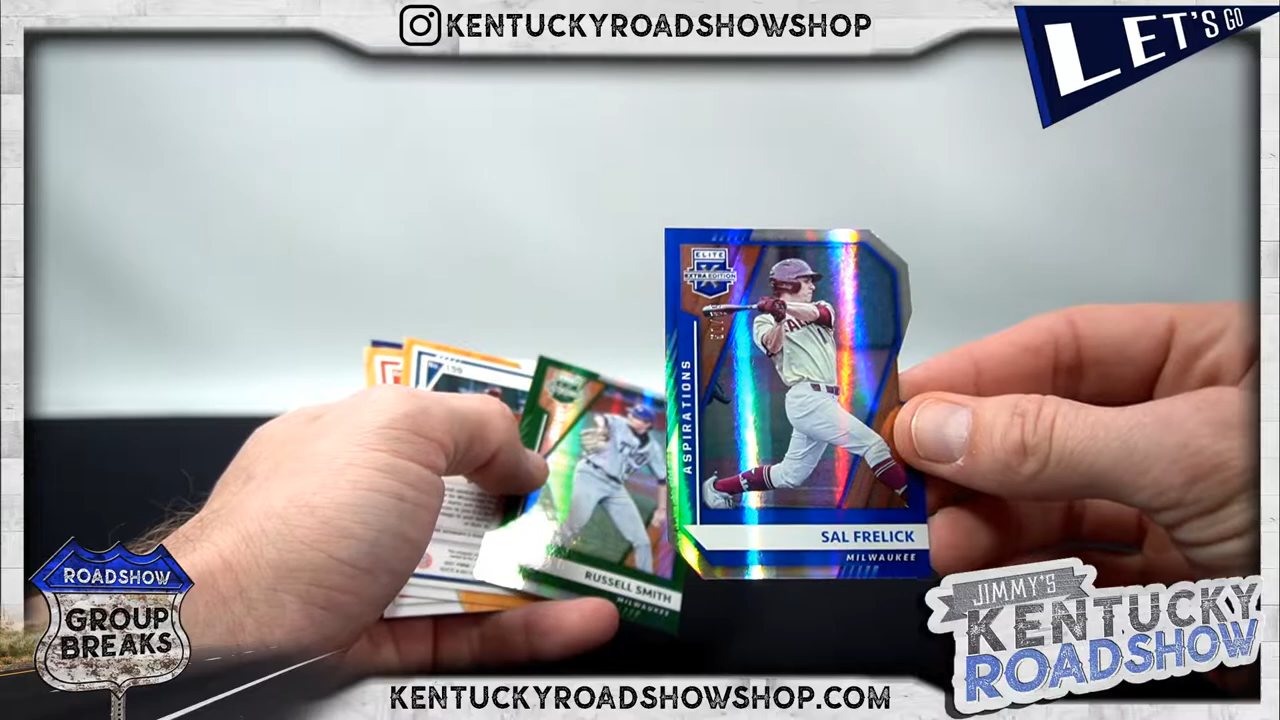 KENTUCKYROADSHOWSHOP
LET'S GO
ELITE
EXTRA EDITION
ASPIRATIONS
SAL FRELICK
MILWAUKEE
RUSSELL SMITH
MILWAUKEE
ROADSHOW
GROUP
BREAKS
JIMMY'S
KENTUCKY
ROADSHOW
KENTUCKYROADSHOWSHOP.COM